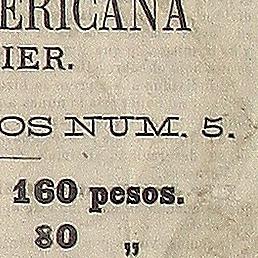 ERICANA
IER.
OS NUM. 5.
160 pesos.
80 „